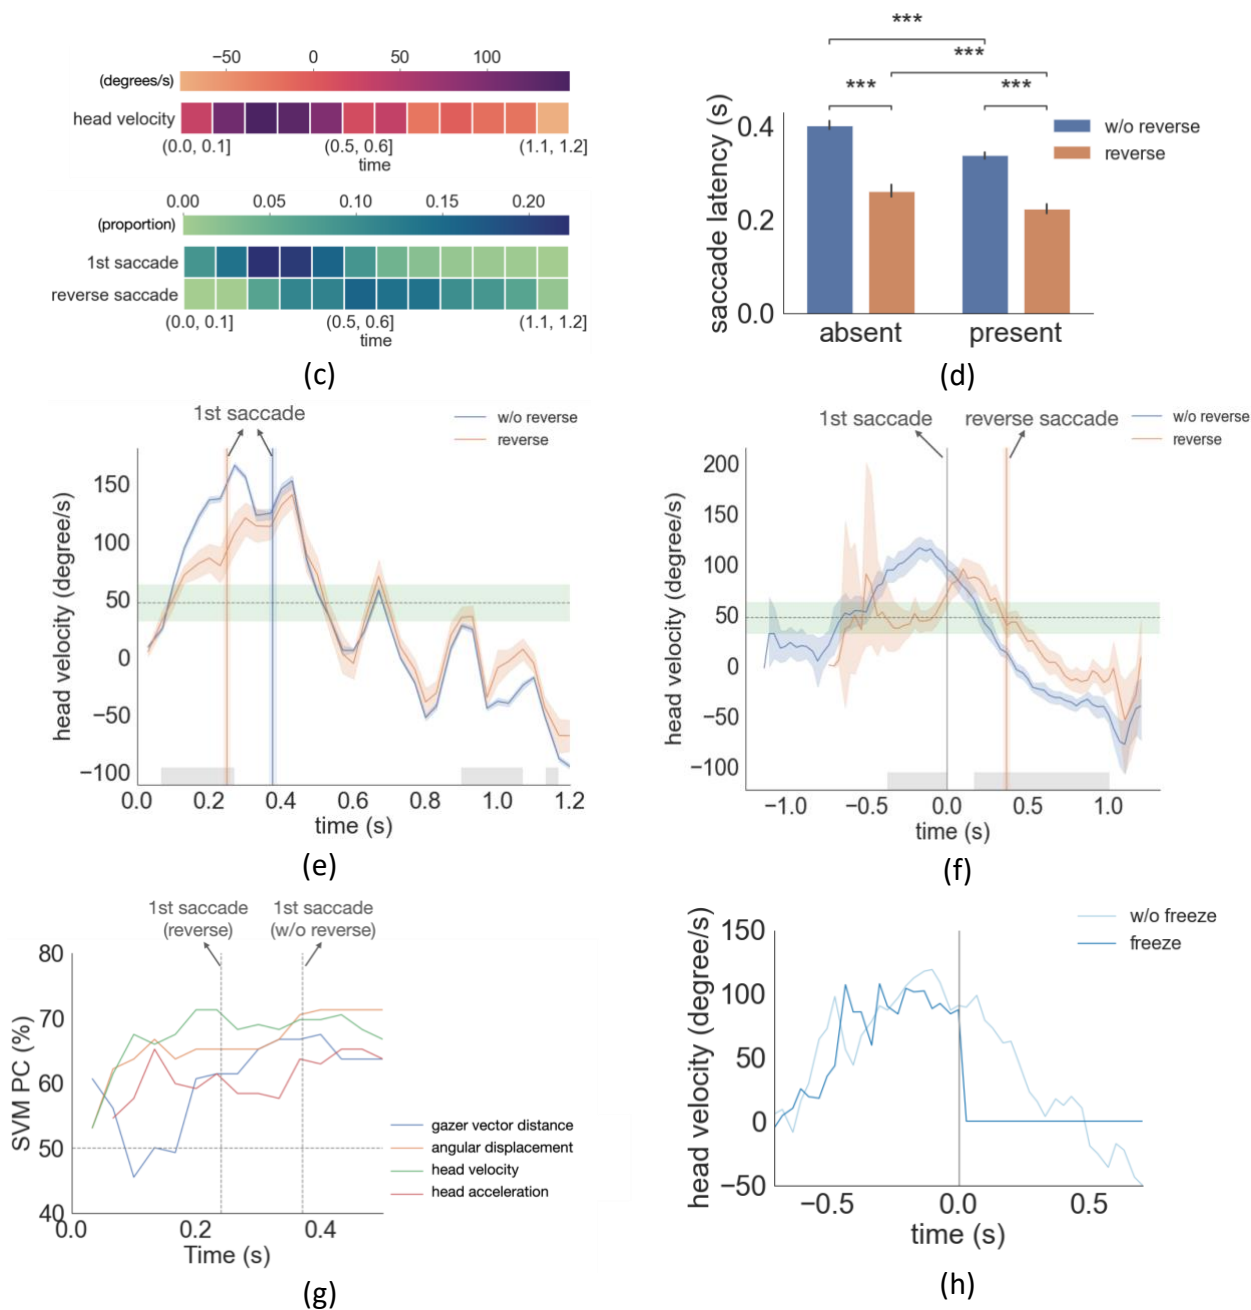 −50 0 50 100
(degrees/s)
head velocity
(0.0, 0.1] (0.5, 0.6] (1.1, 1.2]
time
0.00 0.05 0.10 0.15 0.20
(proportion)
1st saccade
reverse saccade
(0.0, 0.1] (0.5, 0.6] (1.1, 1.2]
time
(c)
***
***
*** ***
saccade latency (s)
0.4
0.2
0.0
absent present
w/o reverse
reverse
(d)
1st saccade
w/o reverse
reverse
head velocity (degree/s)
150
100
50
0
−50
−100
0.0 0.2 0.4 0.6 0.8 1.0 1.2
time (s)
(e)
1st saccade reverse saccade
w/o reverse
reverse
head velocity (degree/s)
200
150
100
50
0
−50
−100
−1.0 −0.5 0.0 0.5 1.0
time (s)
(f)
1st saccade
(reverse)
1st saccade
(w/o reverse)
SVM PC (%)
80
70
60
50
40
0.0 0.2 0.4
Time (s)
gazer vector distance
angular displacement
head velocity
head acceleration
(g)
w/o freeze
freeze
head velocity (degree/s)
150
100
50
0
−50
−0.5 0.0 0.5
time (s)
(h)